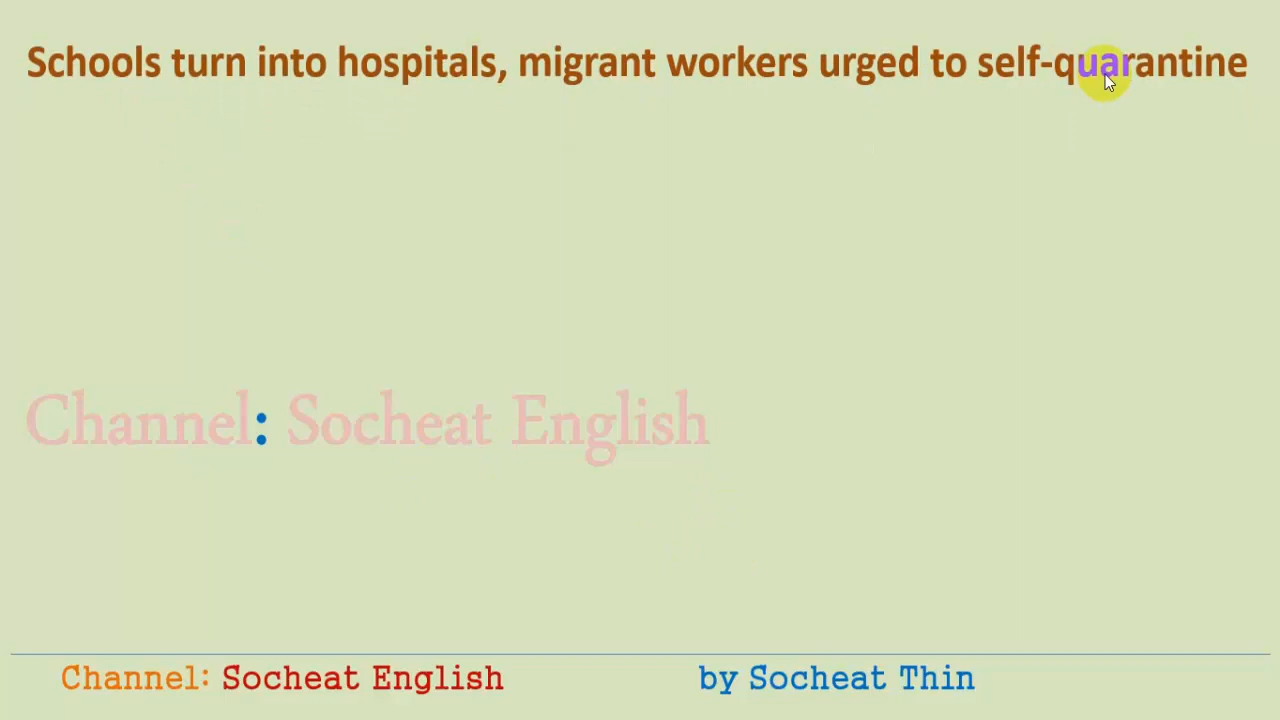 Schools turn into hospitals, migrant workers urged to self-quarantine
Channel: Socheat English
Channel: Socheat English by Socheat Thin